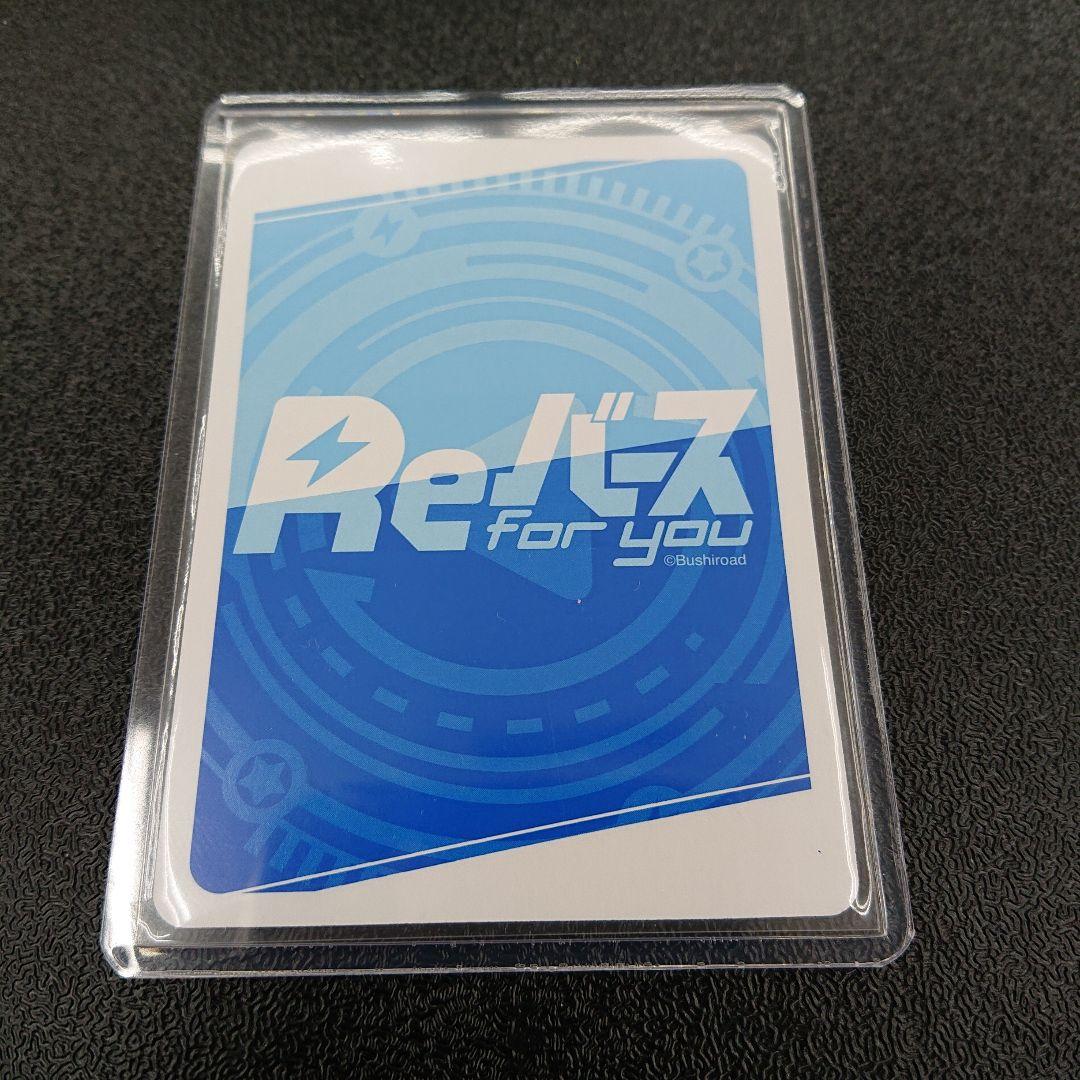 Reバース
for you
©Bushiroad